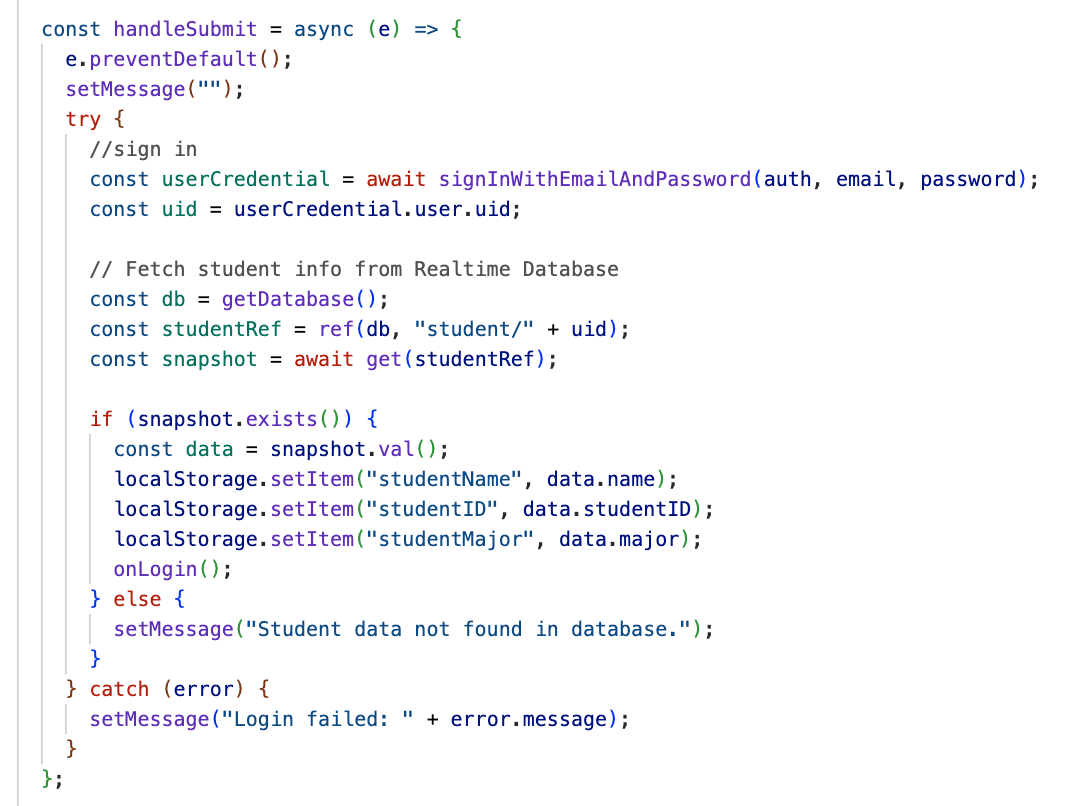 const handleSubmit = async (e) => {
e.preventDefault();
setMessage("");
try {
//sign in
const userCredential = await signInWithEmailAndPassword(auth, email, password);
const uid = userCredential.user.uid;
// Fetch student info from Realtime Database
const db = getDatabase();
const studentRef = ref(db, "student/" + uid);
const snapshot = await get(studentRef);
if (snapshot.exists()) {
const data = snapshot.val();
localStorage.setItem("studentName", data.name);
localStorage.setItem("studentID", data.studentID);
localStorage.setItem("studentMajor", data.major);
onLogin();
} else {
setMessage("Student data not found in database.");
}
} catch (error) {
setMessage("Login failed: " + error.message);
}
};